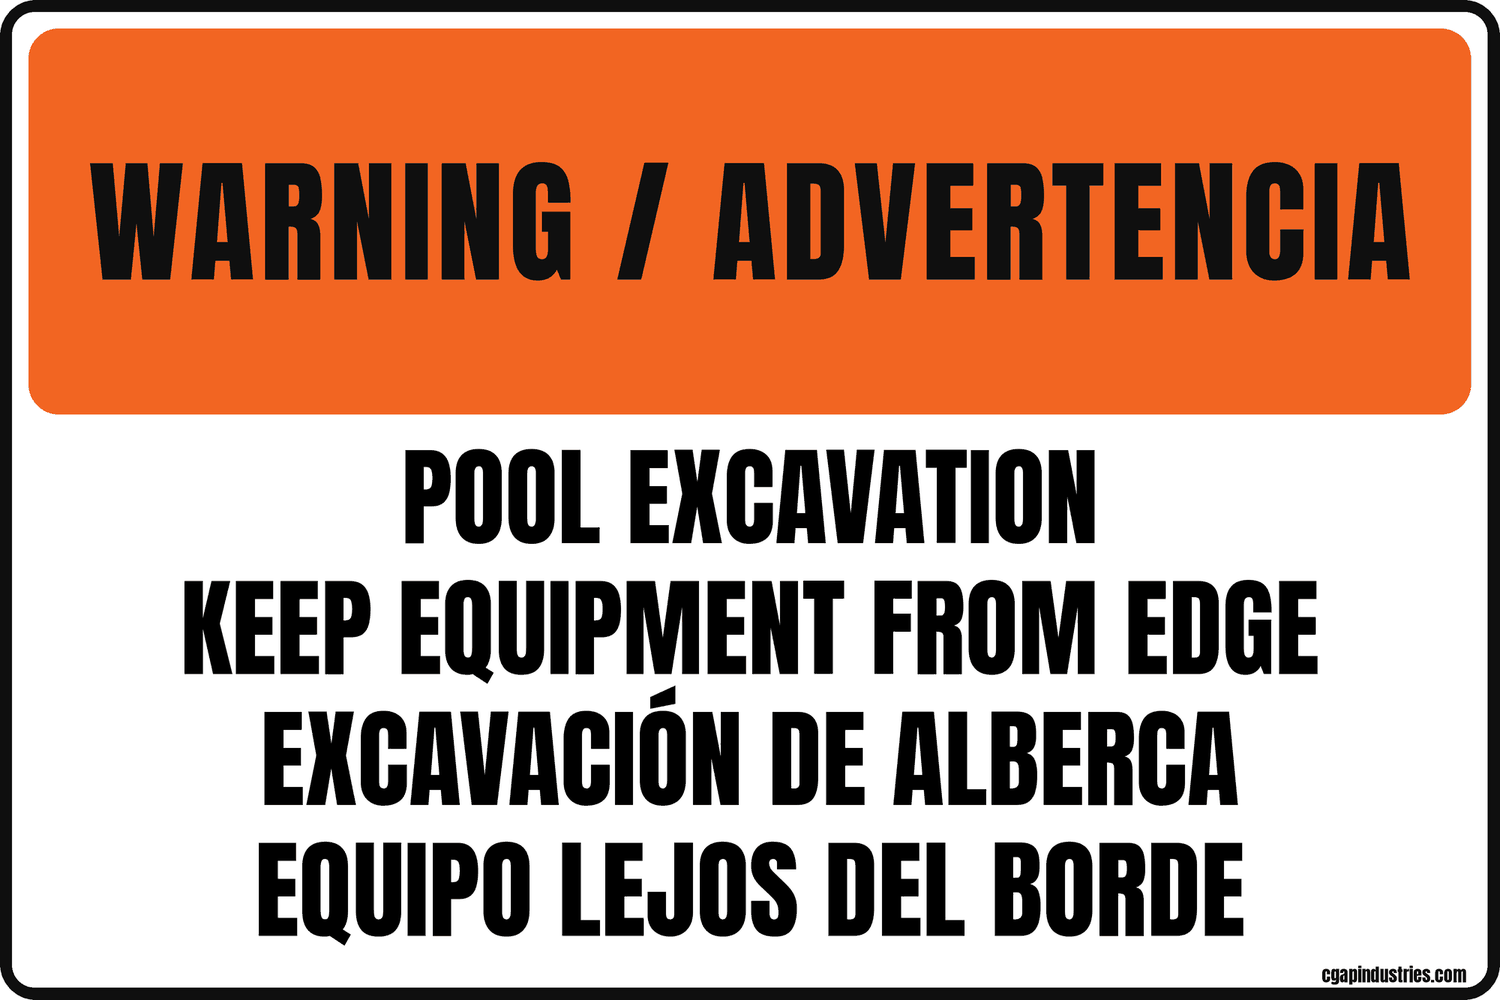 WARNING / ADVERTENCIA
POOL EXCAVATION
KEEP EQUIPMENT FROM EDGE
EXCAVACIÓN DE ALBERCA
EQUIPO LEJOS DEL BORDE
cgapindustries.com